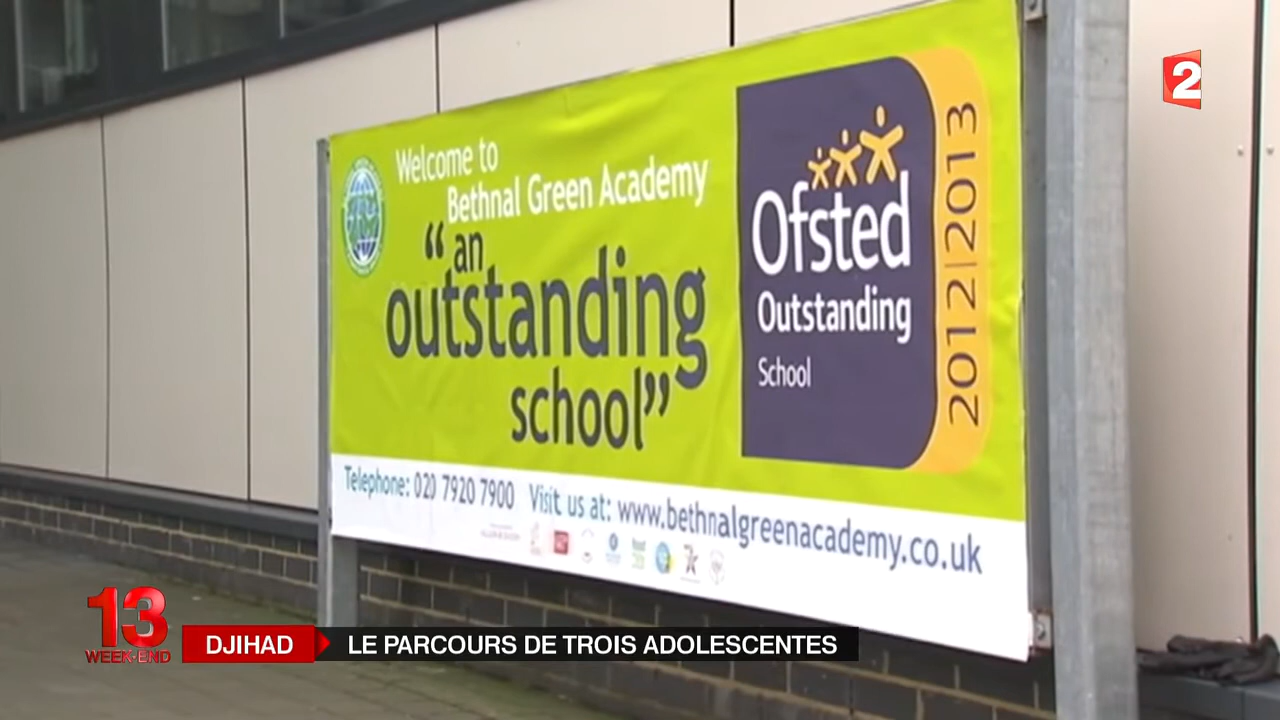 2
Welcome to
Bethnal Green Academy
“an
outstanding
school”
Ofsted
Outstanding
School
2012|2013
Telephone: 020 7920 7900 Visit us at: www.bethnalgreenacademy.co.uk
13
WEEK-END
DJIHAD
LE PARCOURS DE TROIS ADOLESCENTES